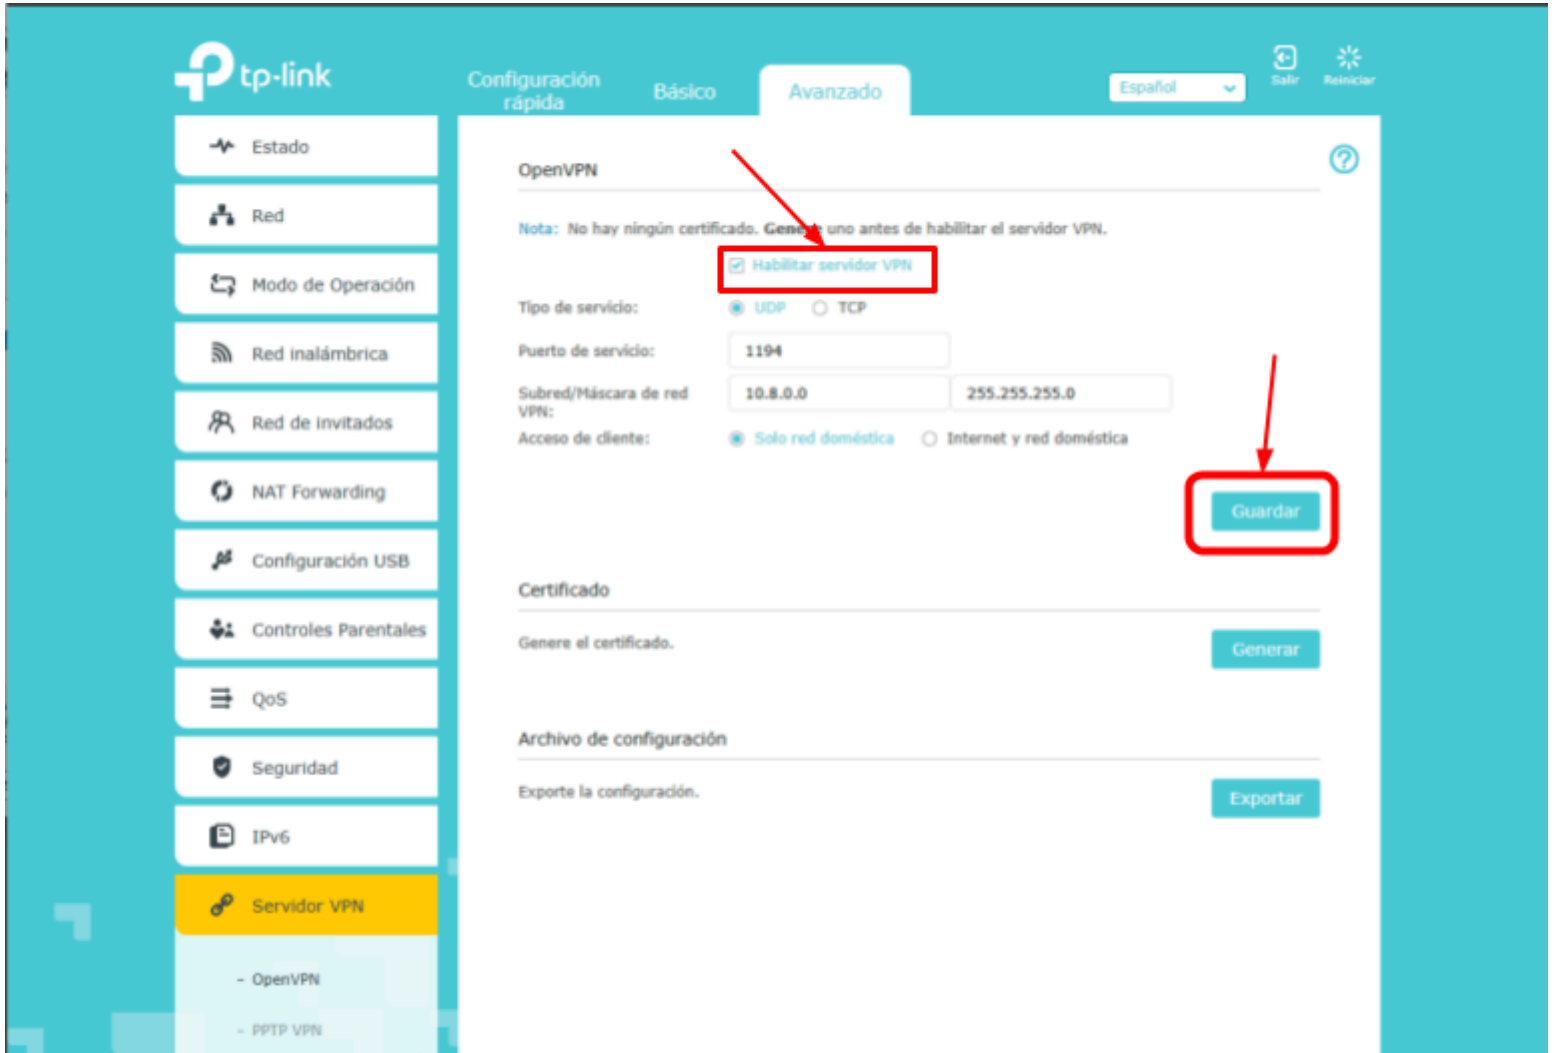 tp-link
Configuración
rápida
Básico
Avanzado
Español
Salir
Reiniciar
Estado
Red
Modo de Operación
Red inalámbrica
Red de invitados
NAT Forwarding
Configuración USB
Controles Parentales
QoS
Seguridad
IPv6
Servidor VPN
- OpenVPN
- PPTP VPN
OpenVPN
Nota: No hay ningún certificado. Genere uno antes de habilitar el servidor VPN.
Habilitar servidor VPN
Tipo de servicio: UDP TCP
Puerto de servicio: 1194
Subred/Máscara de red
VPN:
10.8.0.0 255.255.255.0
Acceso de cliente: Solo red doméstica Internet y red doméstica
Guardar
Certificado
Genere el certificado.
Generar
Archivo de configuración
Exporte la configuración.
Exportar